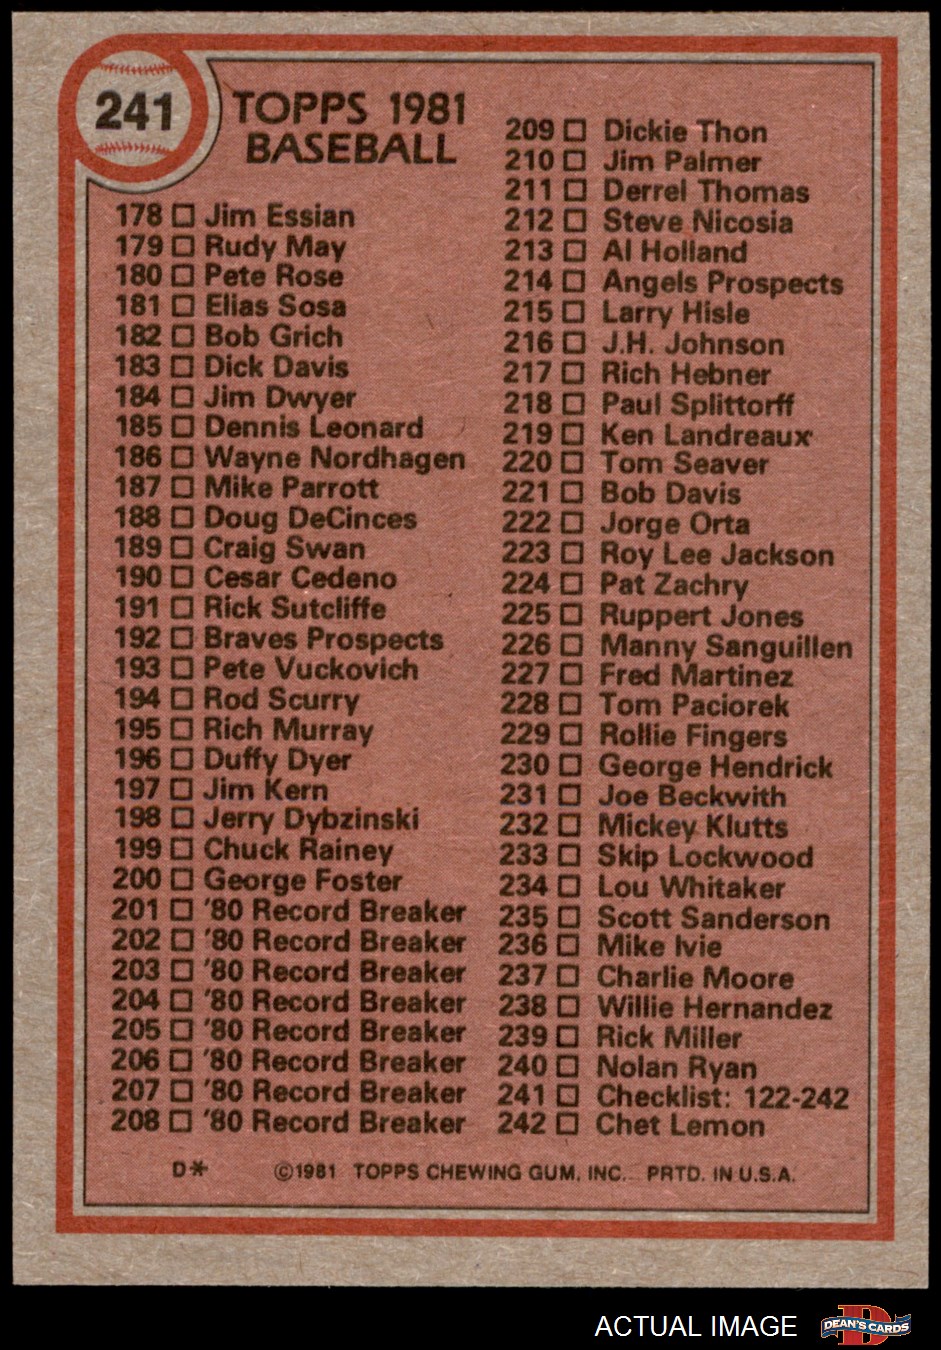 241
TOPPS 1981
BASEBALL
178 □ Jim Essian
179 □ Rudy May
180 □ Pete Rose
181 □ Elias Sosa
182 □ Bob Grich
183 □ Dick Davis
184 □ Jim Dwyer
185 □ Dennis Leonard
186 □ Wayne Nordhagen
187 □ Mike Parrott
188 □ Doug DeCinces
189 □ Craig Swan
190 □ Cesar Cedeno
191 □ Rick Sutcliffe
192 □ Braves Prospects
193 □ Pete Vuckovich
194 □ Rod Scurry
195 □ Rich Murray
196 □ Duffy Dyer
197 □ Jim Kern
198 □ Jerry Dybzinski
199 □ Chuck Rainey
200 □ George Foster
201 □ '80 Record Breaker
202 □ '80 Record Breaker
203 □ '80 Record Breaker
204 □ '80 Record Breaker
205 □ '80 Record Breaker
206 □ '80 Record Breaker
207 □ '80 Record Breaker
208 □ '80 Record Breaker
209 □ Dickie Thon
210 □ Jim Palmer
211 □ Derrel Thomas
212 □ Steve Nicosia
213 □ Al Holland
214 □ Angels Prospects
215 □ Larry Hisle
216 □ J.H. Johnson
217 □ Rich Hebner
218 □ Paul Splittorff
219 □ Ken Landreaux
220 □ Tom Seaver
221 □ Bob Davis
222 □ Jorge Orta
223 □ Roy Lee Jackson
224 □ Pat Zachry
225 □ Ruppert Jones
226 □ Manny Sanguillen
227 □ Fred Martinez
228 □ Tom Paciorek
229 □ Rollie Fingers
230 □ George Hendrick
231 □ Joe Beckwith
232 □ Mickey Klutts
233 □ Skip Lockwood
234 □ Lou Whitaker
235 □ Scott Sanderson
236 □ Mike Ivie
237 □ Charlie Moore
238 □ Willie Hernandez
239 □ Rick Miller
240 □ Nolan Ryan
241 □ Checklist: 122-242
242 □ Chet Lemon
D* ©1981 TOPPS CHEWING GUM, INC. PRTD. IN U.S.A.
ACTUAL IMAGE
D
DEAN'S CARDS